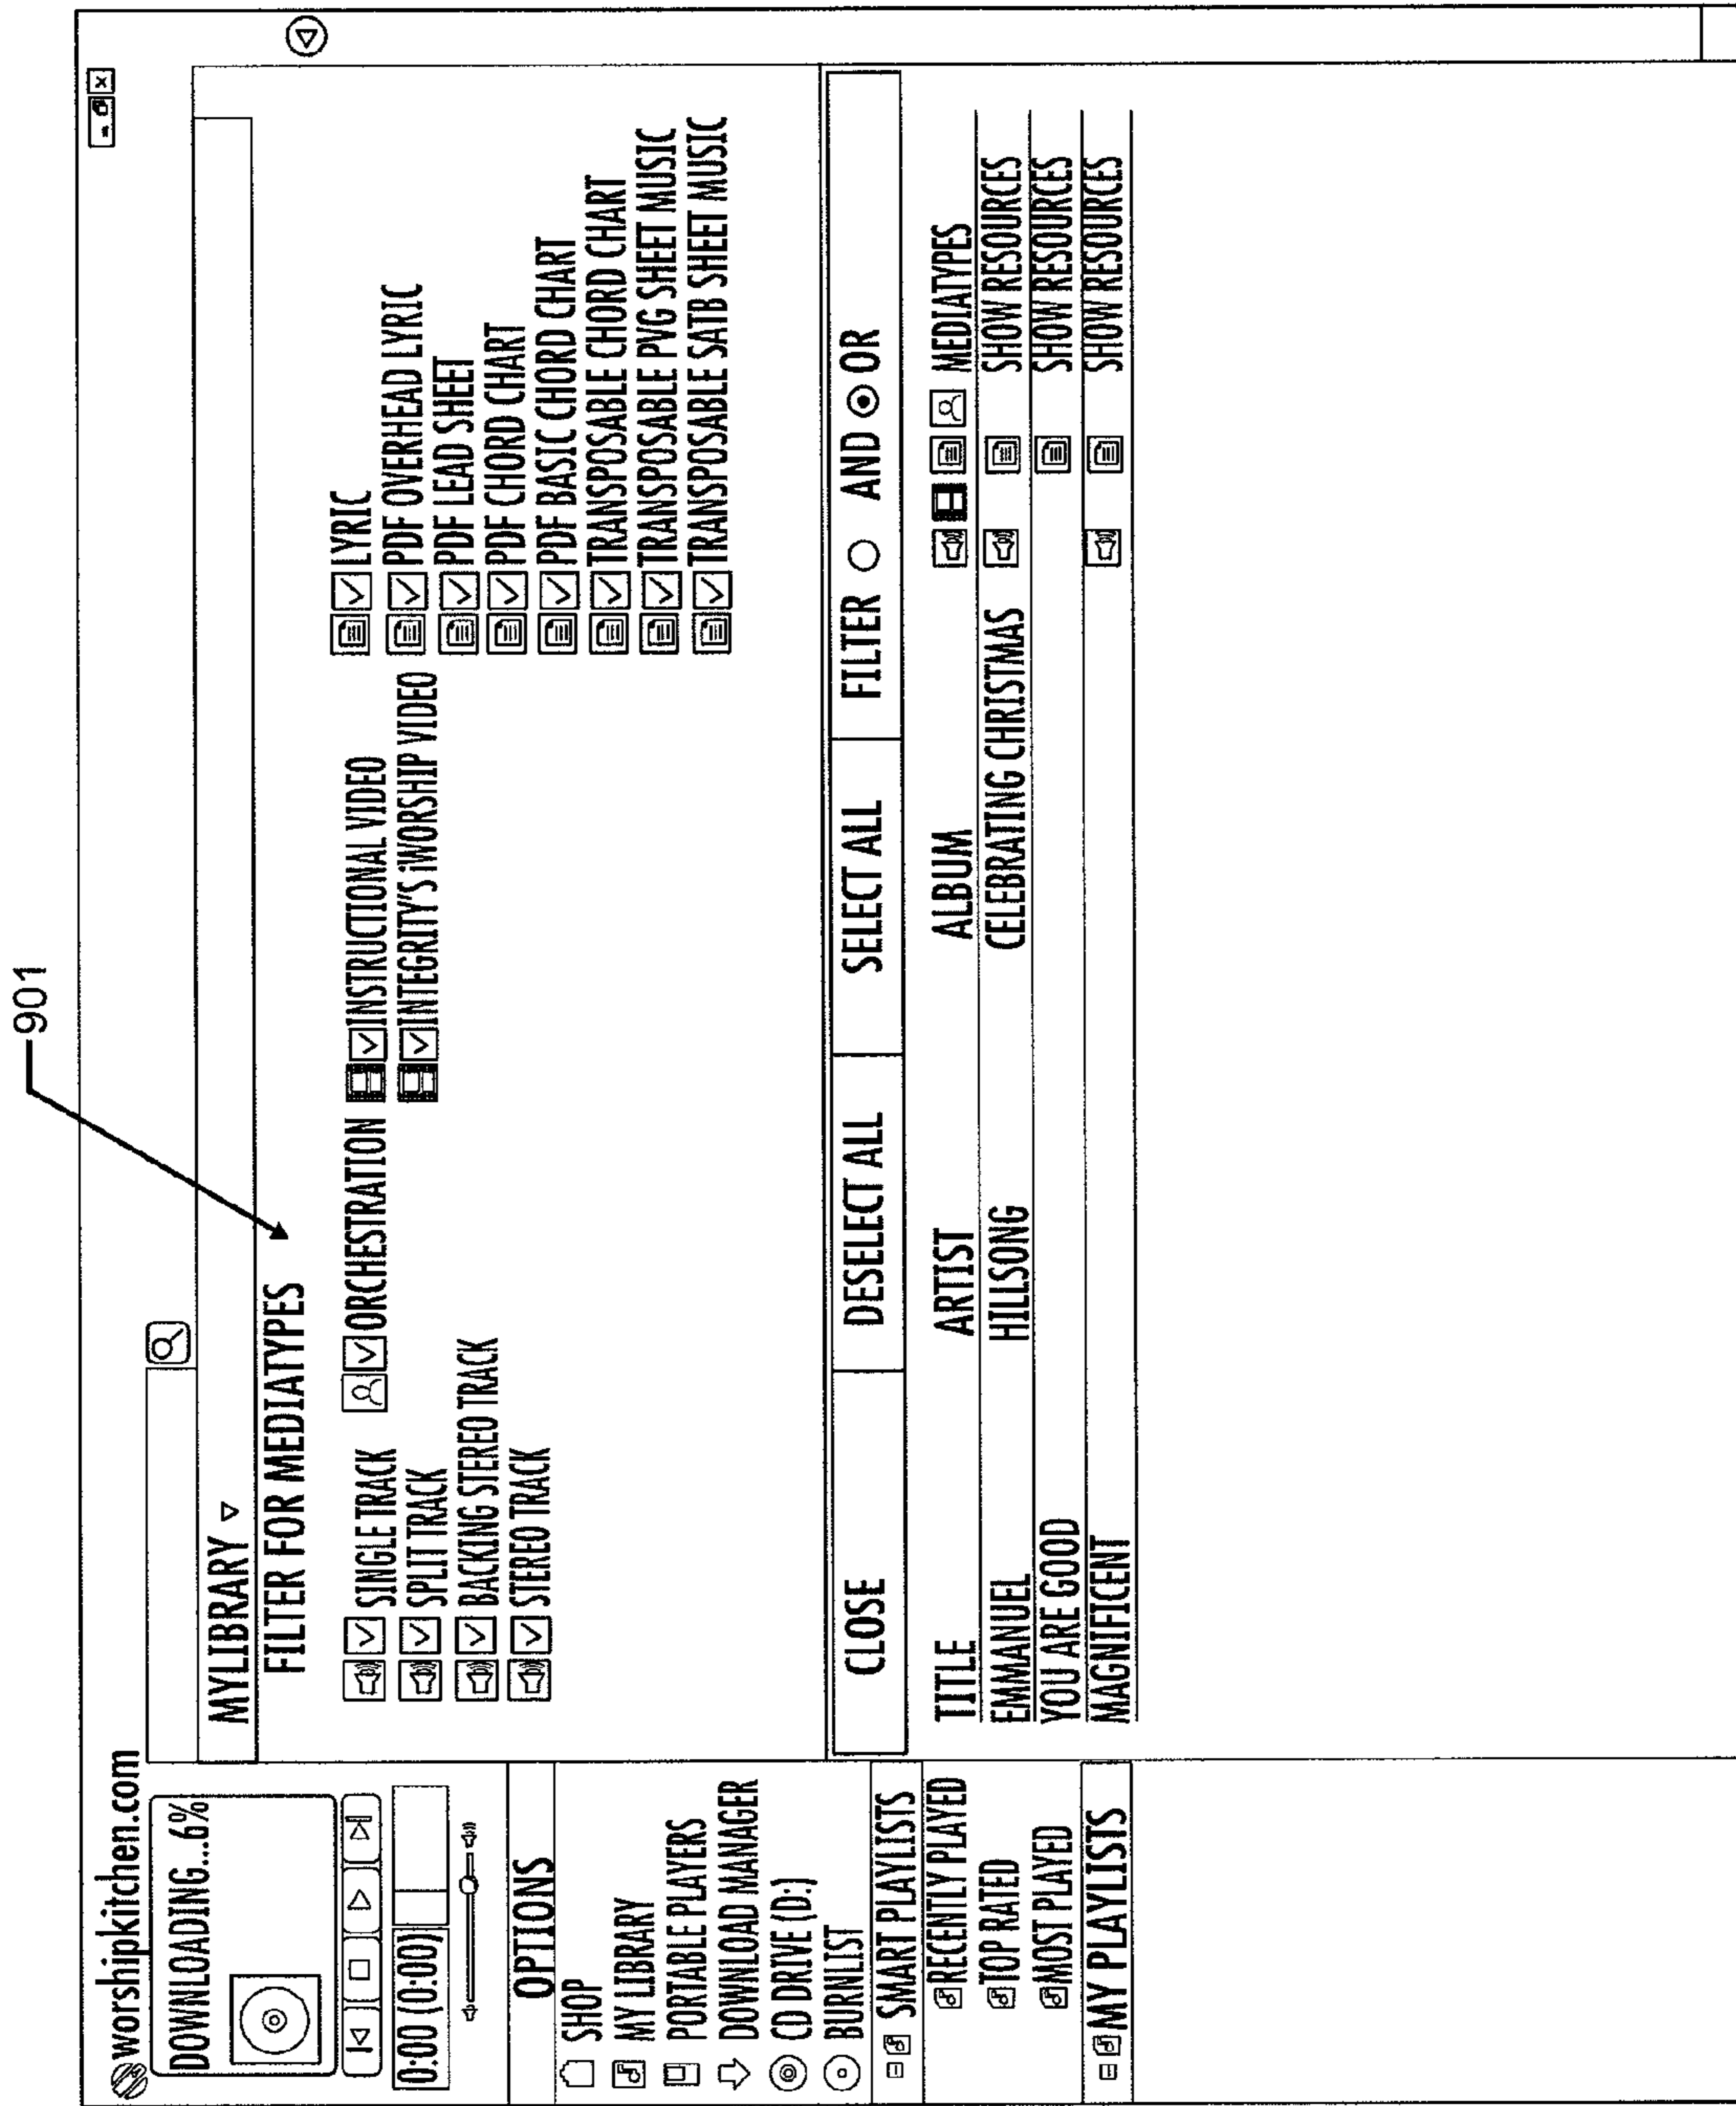 901
worshipkitchen.com
DOWNLOADING...6%
0:00 (0:00)
OPTIONS
SHOP
MY LIBRARY
PORTABLE PLAYERS
DOWNLOAD MANAGER
CD DRIVE (D:)
BURNLIST
SMART PLAYLISTS
RECENTLY PLAYED
TOP RATED
MOST PLAYED
MY PLAYLISTS
MYLIBRARY
FILTER FOR MEDIATYPES
SINGLE TRACK
SPLIT TRACK
BACKING STEREO TRACK
STEREO TRACK
ORCHESTRATION
INSTRUCTIONAL VIDEO
INTEGRITY'S iWORSHIP VIDEO
LYRIC
PDF OVERHEAD LYRIC
PDF LEAD SHEET
PDF CHORD CHART
PDF BASIC CHORD CHART
TRANSPOSABLE CHORD CHART
TRANSPOSABLE PVG SHEET MUSIC
TRANSPOSABLE SATB SHEET MUSIC
CLOSE DESELECT ALL SELECT ALL FILTER AND OR
TITLE ARTIST ALBUM MEDIATYPES
EMMANUEL HILLSONG CELEBRATING CHRISTMAS SHOW RESOURCES
YOU ARE GOOD SHOW RESOURCES
MAGNIFICENT SHOW RESOURCES